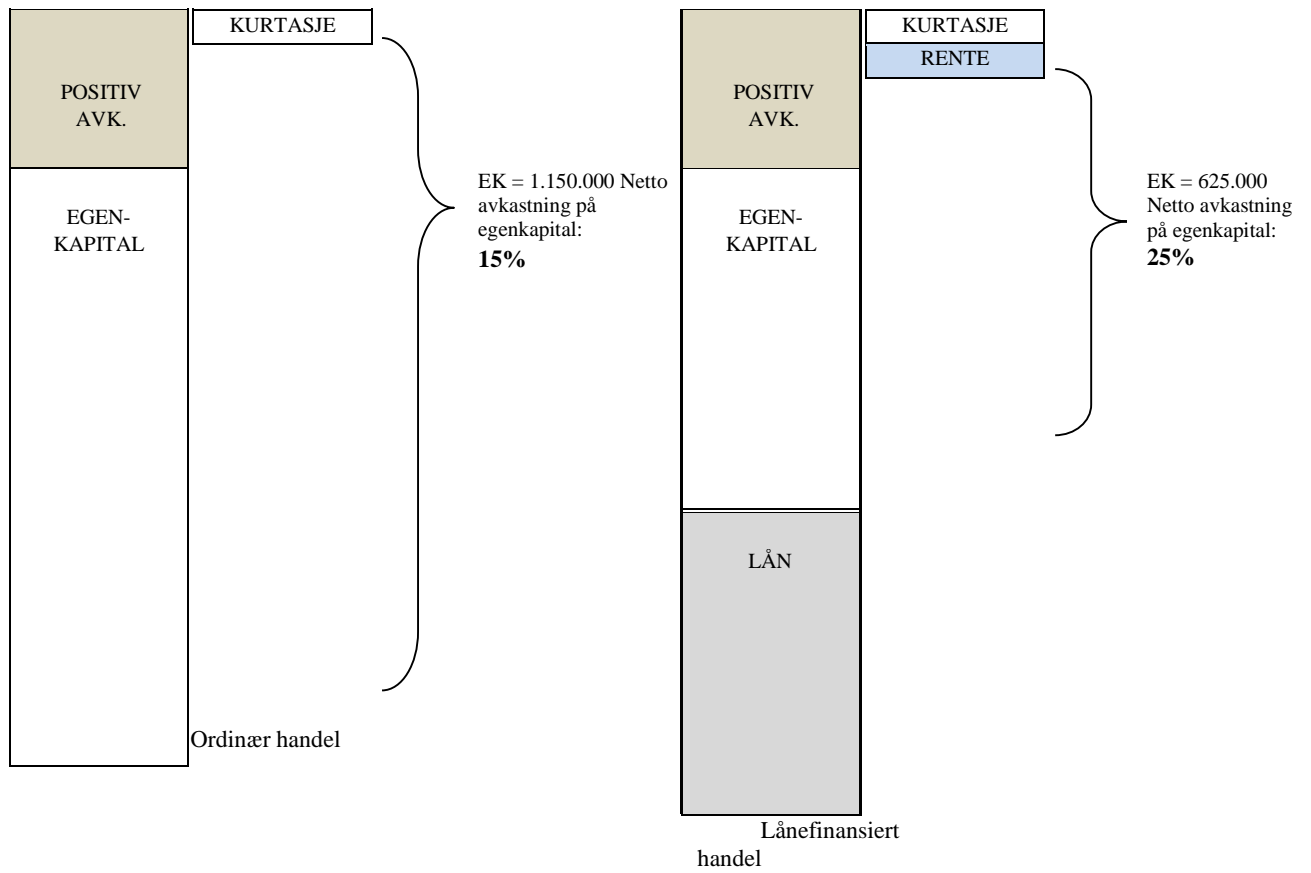 KURTASJE
POSITIV
AVK.
EGEN-
KAPITAL
EK = 1.150.000 Netto
avkastning på
egenkapital:
15%
Ordinær handel
KURTASJE
RENTE
POSITIV
AVK.
EGEN-
KAPITAL
LÅN
EK = 625.000
Netto avkastning
på egenkapital:
25%
Lånefinansiert
handel